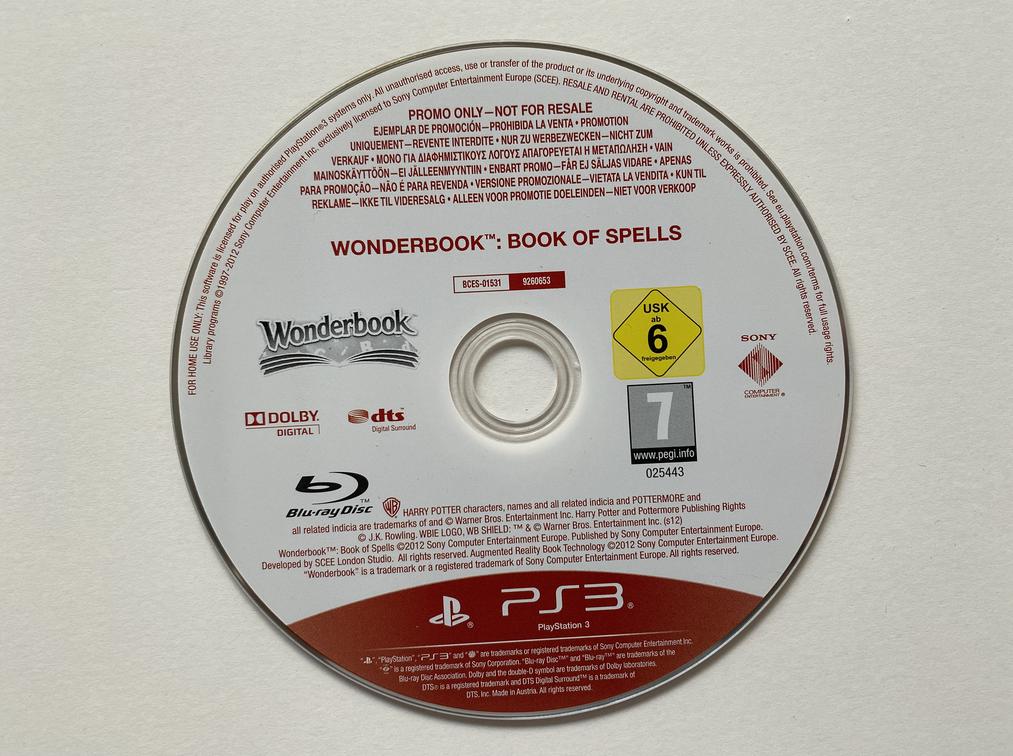 FOR HOME USE ONLY: This software is licensed for play on authorised PlayStation®3 systems only. All unauthorised access, use or transfer of the product or its underlying copyright and trademark works is prohibited. See eu.playstation.com/terms for full usage rights.
Library programs ©1997-2012 Sony Computer Entertainment Inc. exclusively licensed to Sony Computer Entertainment Europe (SCEE). RESALE AND RENTAL ARE PROHIBITED UNLESS EXPRESSLY AUTHORISED BY SCEE. All rights reserved.
PROMO ONLY—NOT FOR RESALE
EJEMPLAR DE PROMOCIÓN—PROHIBIDA LA VENTA • PROMOTION
UNIQUEMENT—REVENTE INTERDITE • NUR ZU WERBEZWECKEN—NICHT ZUM
VERKAUF • ΜΟΝΟ ΓΙΑ ΔΙΑΦΗΜΙΣΤΙΚΟΥΣ ΛΟΓΟΥΣ ΑΠΑΓΟΡΕΥΕΤΑΙ Η ΜΕΤΑΠΩΛΗΣΗ • VAIN
MAINOSKÄYTTÖÖN—EI JÄLLEENMYYNTIIN • ENBART PROMO—FÅR EJ SÄLJAS VIDARE • APENAS
PARA PROMOÇÃO—NÃO É PARA REVENDA • VERSIONE PROMOZIONALE—VIETATA LA VENDITA • KUN TIL
REKLAME—IKKE TIL VIDERESALG • ALLEEN VOOR PROMOTIE DOELEINDEN—NIET VOOR VERKOOP
WONDERBOOK™: BOOK OF SPELLS
BCES-01531 9260653
Wonderbook™
USK
ab
6
freigegeben
SONY
COMPUTER
ENTERTAINMENT®
7™
www.pegi.info
025443
DOLBY
DIGITAL
dts
Digital Surround
Blu-ray Disc™
WB HARRY POTTER characters, names and all related indicia and POTTERMORE and
all related indicia are trademarks of and © Warner Bros. Entertainment Inc. Harry Potter and Pottermore Publishing Rights
© J.K. Rowling. WBIE LOGO, WB SHIELD: ™ & © Warner Bros. Entertainment Inc. (s12)
Wonderbook™: Book of Spells ©2012 Sony Computer Entertainment Europe. Published by Sony Computer Entertainment Europe.
Developed by SCEE London Studio. All rights reserved. Augmented Reality Book Technology ©2012 Sony Computer Entertainment Europe.
"Wonderbook" is a trademark or a registered trademark of Sony Computer Entertainment Europe. All rights reserved.
PS3®
PlayStation 3
"PlayStation", "PS3" and are trademarks or registered trademarks of Sony Computer Entertainment Inc.
is a registered trademark of Sony Corporation. "Blu-ray Disc™" and "Blu-ray™" are trademarks of the
Blu-ray Disc Association. Dolby and the double-D symbol are trademarks of Dolby laboratories.
DTS® is a registered trademark and DTS Digital Surround™ is a trademark of
DTS, Inc. Made in Austria. All rights reserved.